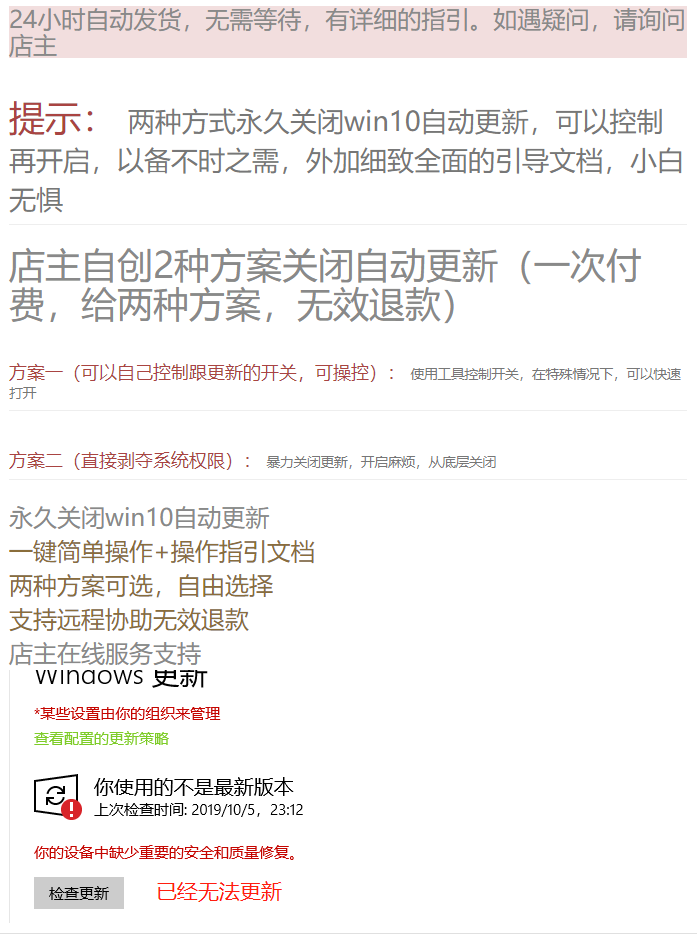 24小时自动发货，无需等待，有详细的指引。如遇疑问，请询问
店主
提示： 两种方式永久关闭win10自动更新，可以控制
再开启，以备不时之需，外加细致全面的引导文档，小白
无惧
店主自创2种方案关闭自动更新（一次付
费，给两种方案，无效退款）
方案一（可以自己控制跟更新的开关，可操控）： 使用工具控制开关，在特殊情况下，可以快速
打开
方案二（直接剥夺系统权限）： 暴力关闭更新，开启麻烦，从底层关闭
永久关闭win10自动更新
一键简单操作+操作指引文档
两种方案可选，自由选择
支持远程协助无效退款
店主在线服务支持
Windows 更新
*某些设置由你的组织来管理
查看配置的更新策略
你使用的不是最新版本
上次检查时间: 2019/10/5，23:12
你的设备中缺少重要的安全和质量修复。
检查更新 已经无法更新